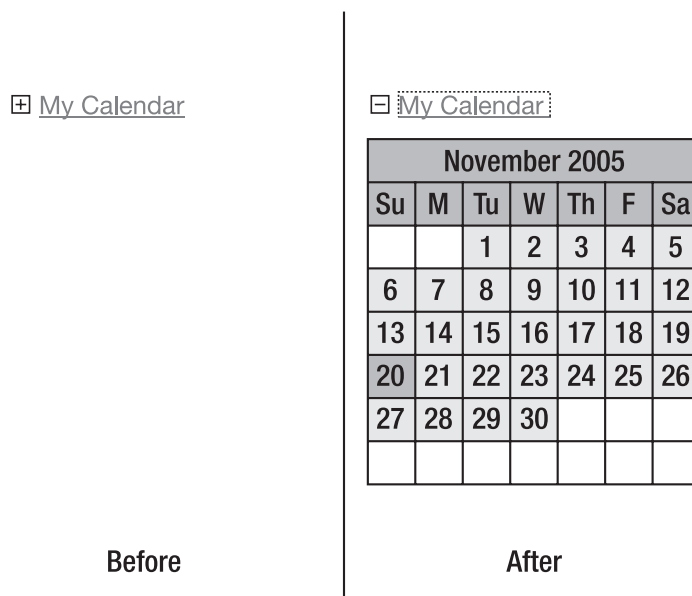 My Calendar
My Calendar
November 2005
Su M Tu W Th F Sa
1 2 3 4 5
6 7 8 9 10 11 12
13 14 15 16 17 18 19
20 21 22 23 24 25 26
27 28 29 30
Before
After